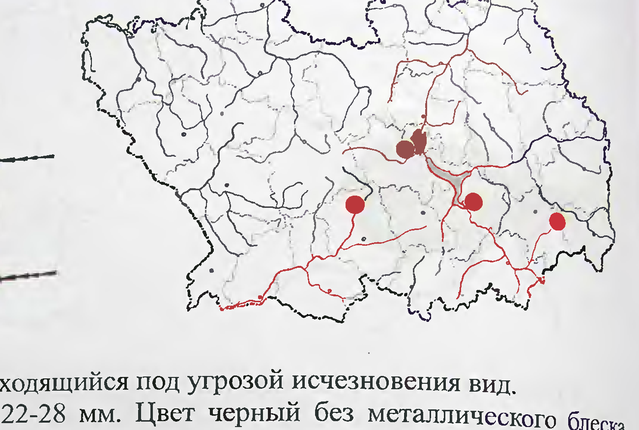 ходящийся под угрозой исчезновения вид.
22-28 мм. Цвет черный без металлического блеска